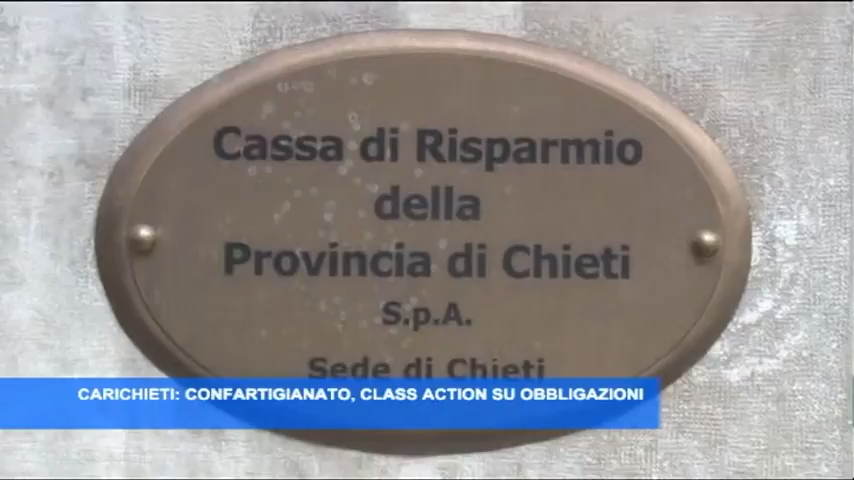 Cassa di Risparmio
della
Provincia di Chieti
S.p.A.
Sede di Chieti
CARICHIETI: CONFARTIGIANATO, CLASS ACTION SU OBBLIGAZIONI